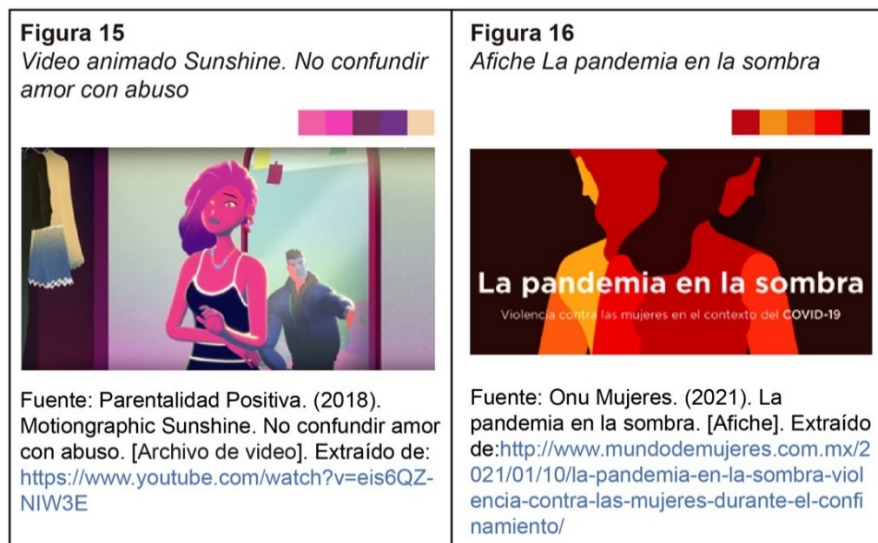 Figura 15
Video animado Sunshine. No confundir
amor con abuso
Fuente: Parentalidad Positiva. (2018).
Motiongraphic Sunshine. No confundir amor
con abuso. [Archivo de video]. Extraído de:
https://www.youtube.com/watch?v=eis6QZ-
NIW3E
Figura 16
Afiche La pandemia en la sombra
La pandemia en la sombra
Violencia contra las mujeres en el contexto del COVID-19
Fuente: Onu Mujeres. (2021). La
pandemia en la sombra. [Afiche]. Extraído
de:http://www.mundodemujeres.com.mx/2
021/01/10/la-pandemia-en-la-sombra-viol
encia-contra-las-mujeres-durante-el-confi
namiento/